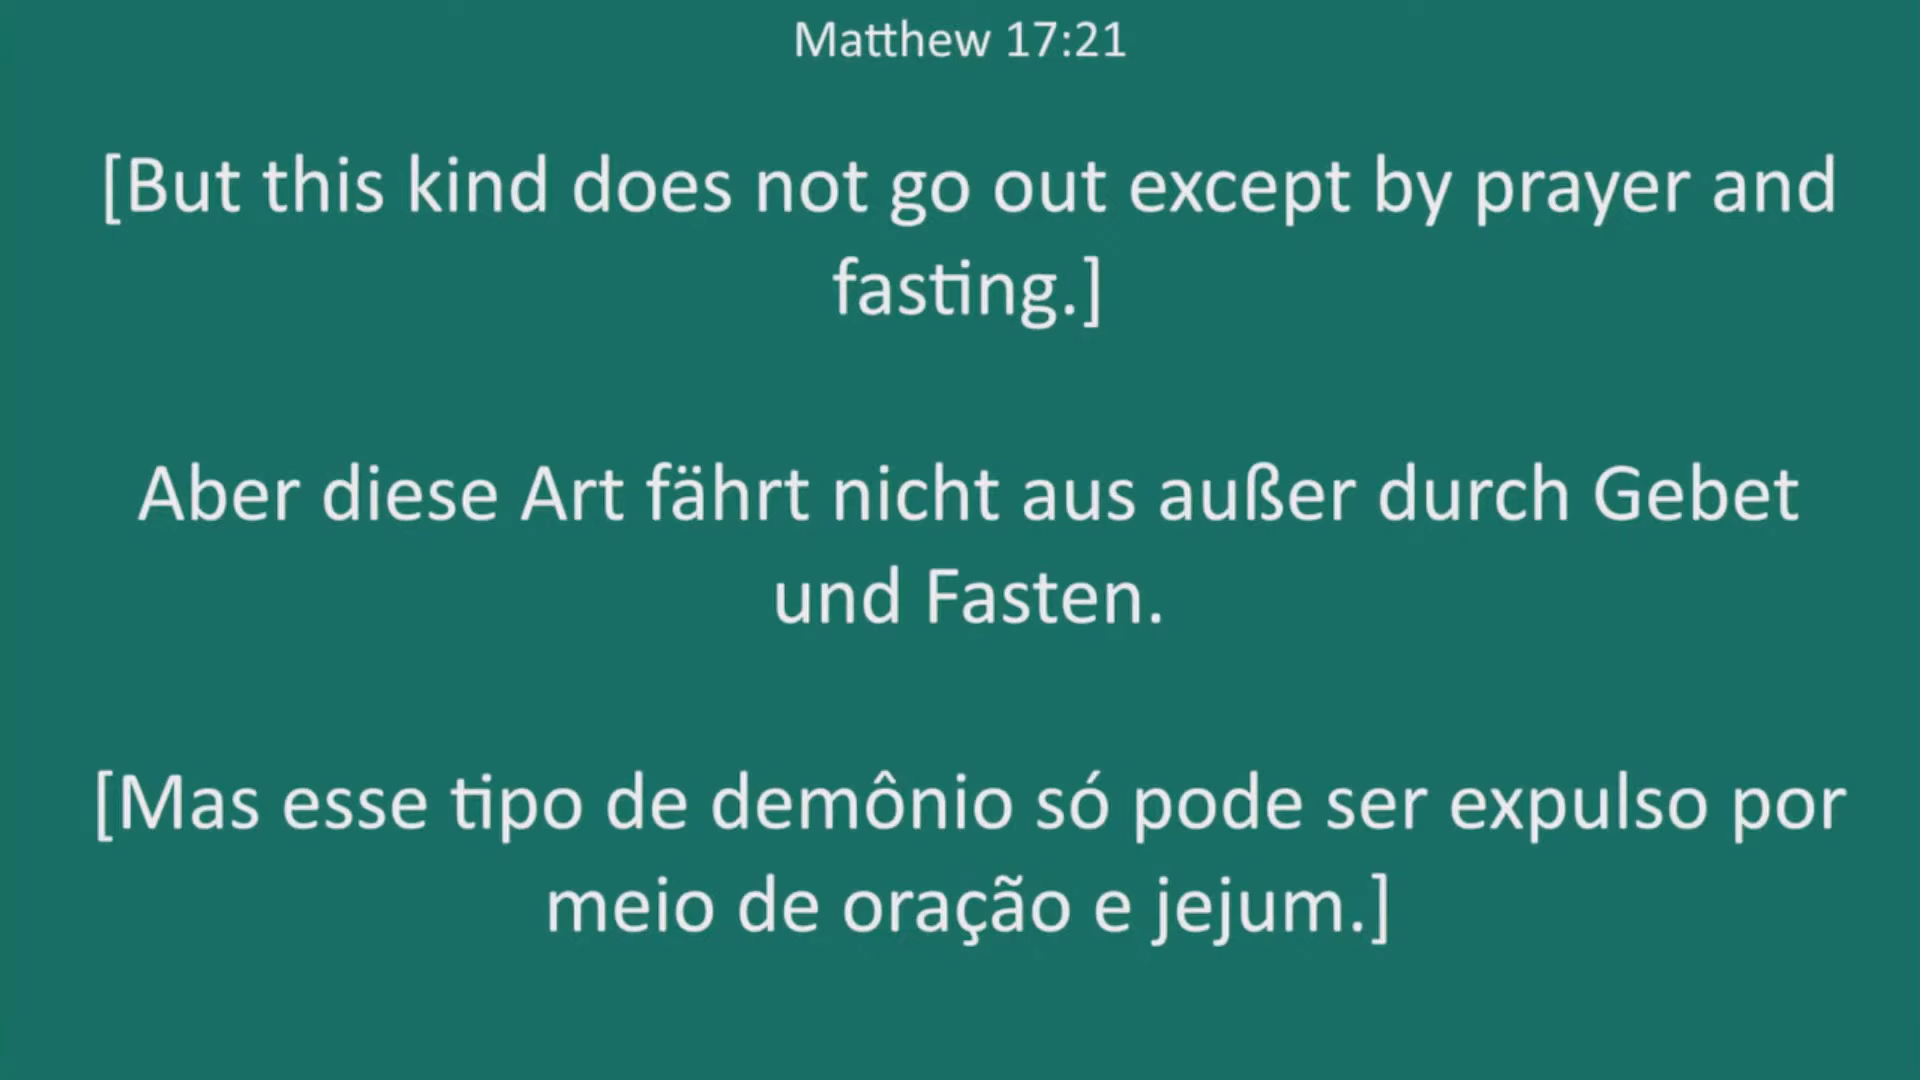 Matthew 17:21
[But this kind does not go out except by prayer and
fasting.]
Aber diese Art fährt nicht aus außer durch Gebet
und Fasten.
[Mas esse tipo de demônio só pode ser expulso por
meio de oração e jejum.]